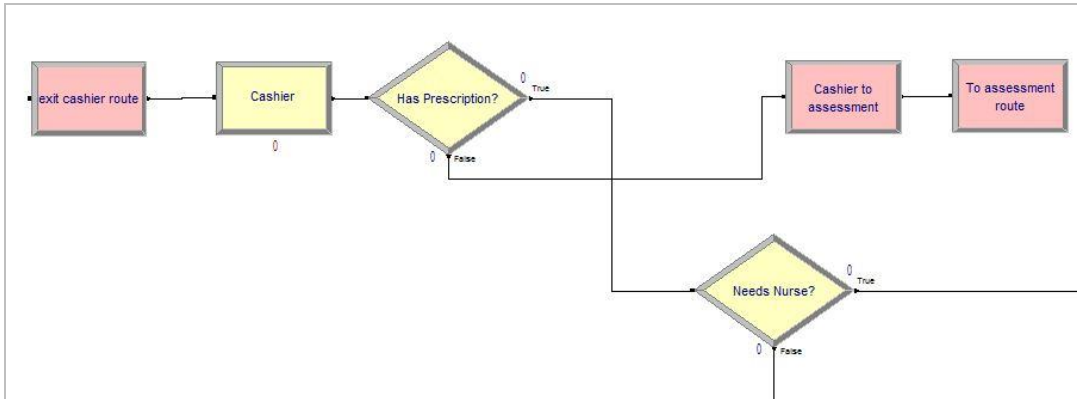 exit cashier route
Cashier
0
Has Prescription?
0
True
0
False
Cashier to
assessment
To assessment
route
Needs Nurse?
0
True
0
False